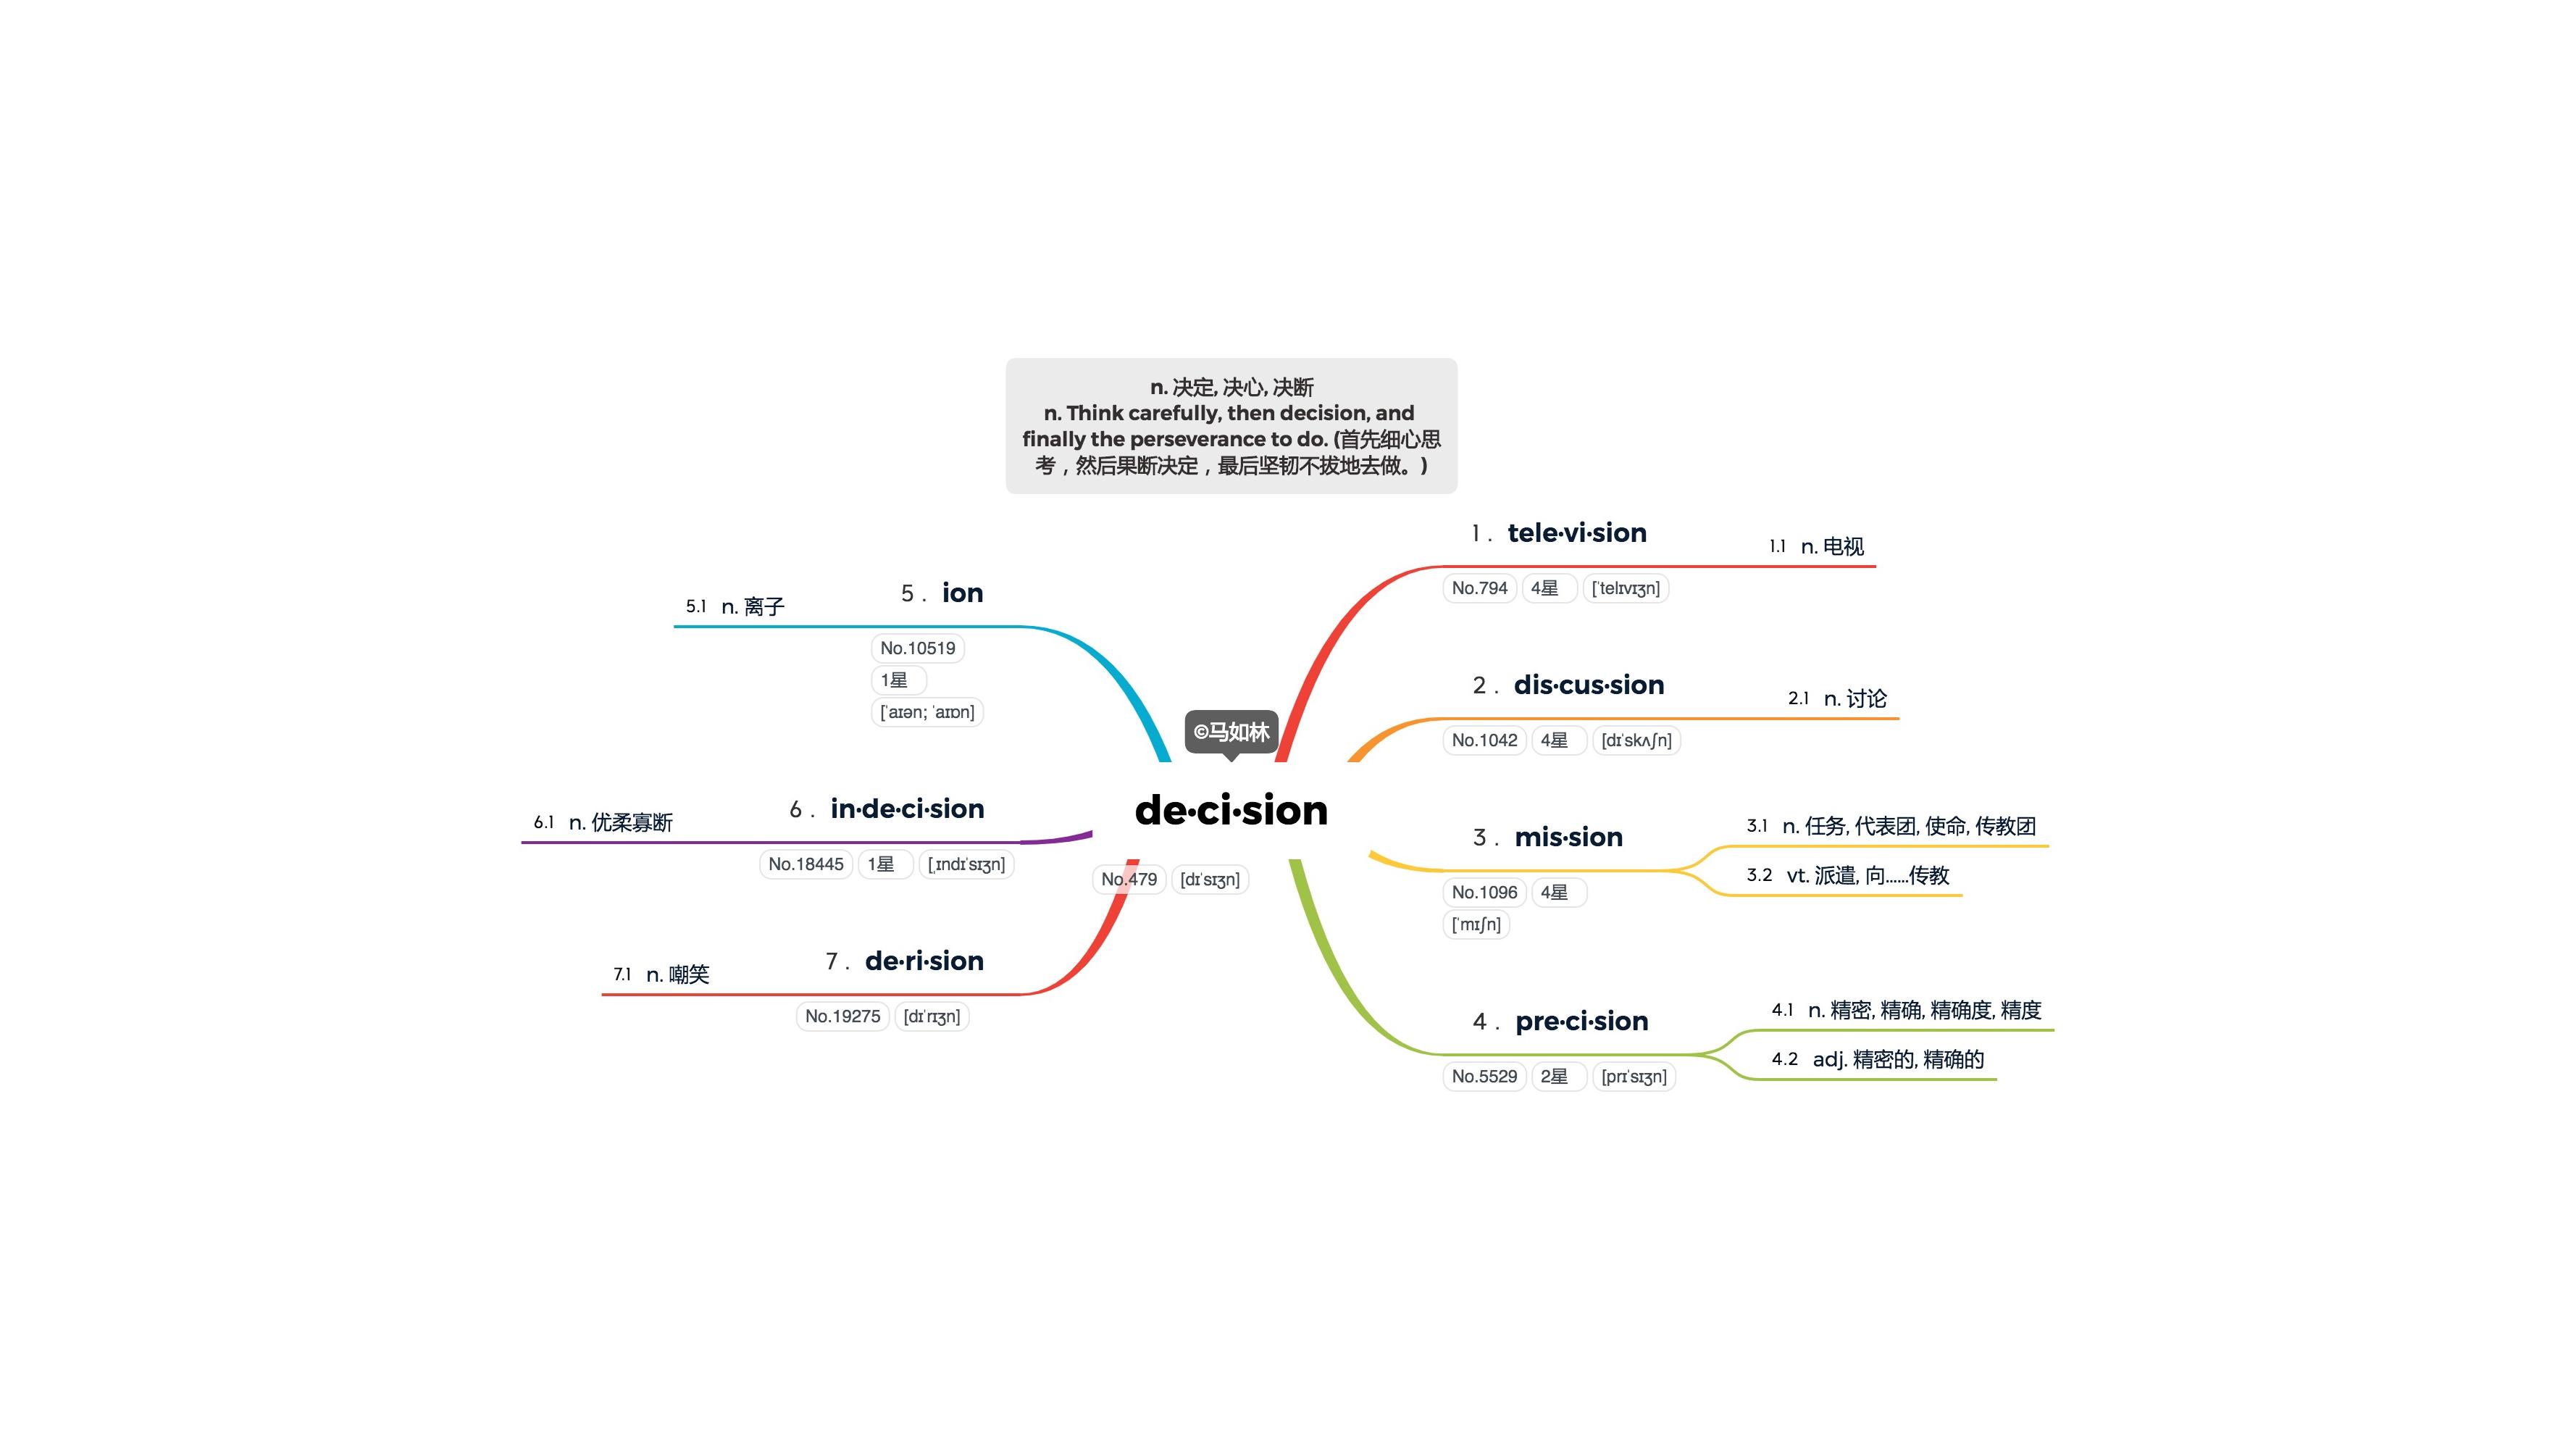 n. 决定, 决心, 决断
n. Think carefully, then decision, and
finally the perseverance to do. (首先细心思
考，然后果断决定，最后坚韧不拔地去做。)
©马如林
de·ci·sion
No.479 [dɪˈsɪʒn]
1 . tele·vi·sion
No.794 4星 [ˈtelɪvɪʒn]
1.1 n. 电视
2 . dis·cus·sion
No.1042 4星 [dɪˈskʌʃn]
2.1 n. 讨论
3 . mis·sion
No.1096 4星
[ˈmɪʃn]
3.1 n. 任务, 代表团, 使命, 传教团
3.2 vt. 派遣, 向……传教
4 . pre·ci·sion
No.5529 2星 [prɪˈsɪʒn]
4.1 n. 精密, 精确, 精确度, 精度
4.2 adj. 精密的, 精确的
5 . ion
No.10519
1星
[ˈaɪən; ˈaɪɒn]
5.1 n. 离子
6 . in·de·ci·sion
No.18445 1星 [ˌɪndɪˈsɪʒn]
6.1 n. 优柔寡断
7 . de·ri·sion
No.19275 [dɪˈrɪʒn]
7.1 n. 嘲笑